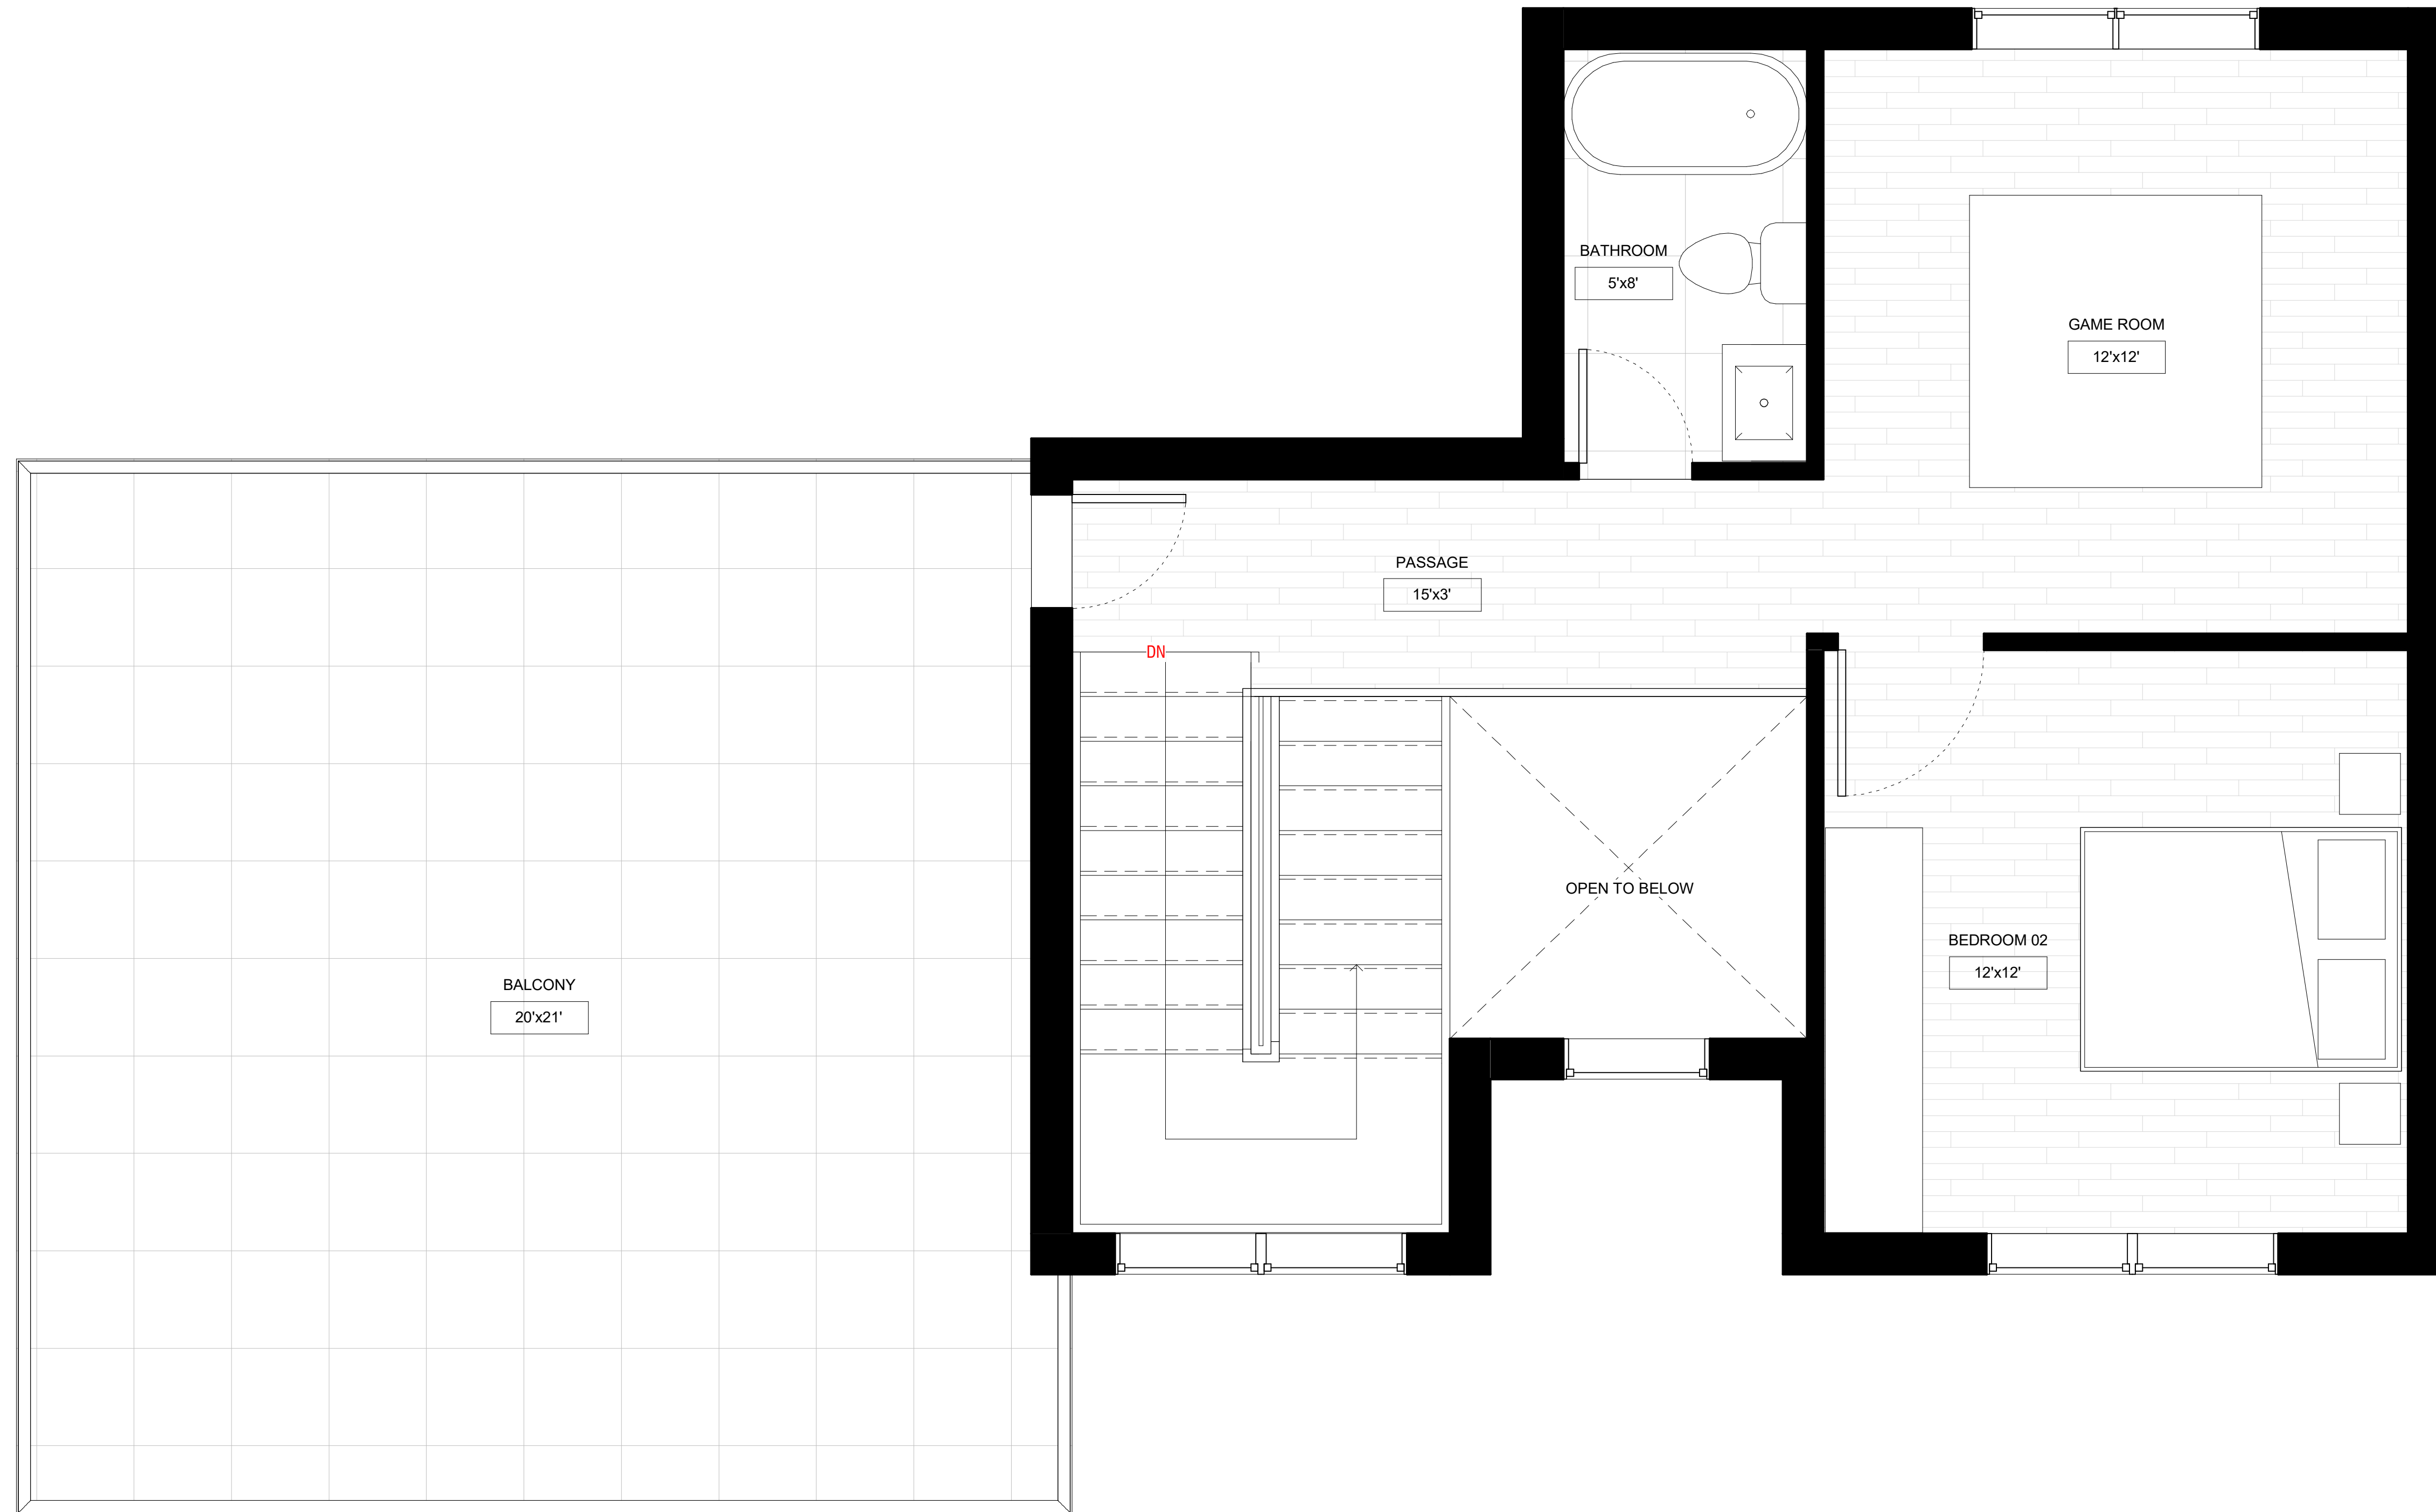 BATHROOM
5'x8'
GAME ROOM
12'x12'
PASSAGE
15'x3'
DN
OPEN TO BELOW
BEDROOM 02
12'x12'
BALCONY
20'x21'